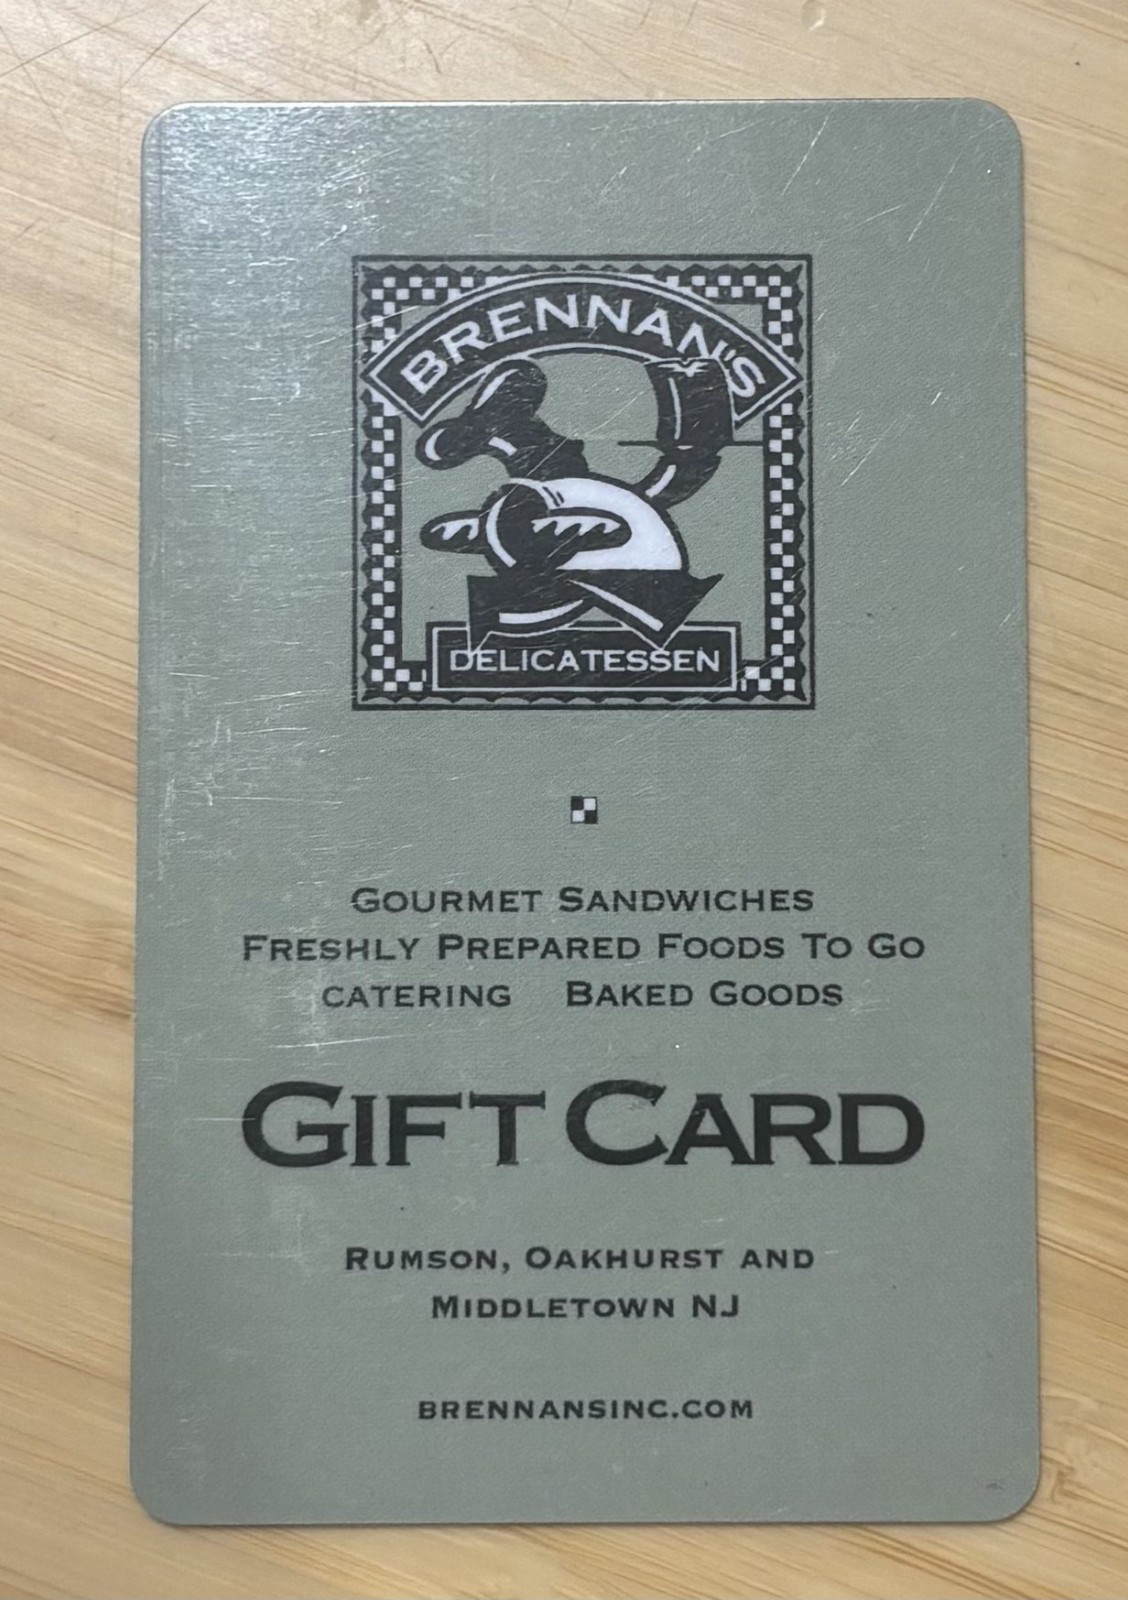 BRENNAN'S
DELICATESSEN
GOURMET SANDWICHES
FRESHLY PREPARED FOODS TO GO
CATERING BAKED GOODS
GIFT CARD
RUMSON, OAKHURST AND
MIDDLETOWN NJ
BRENNANSINC.COM